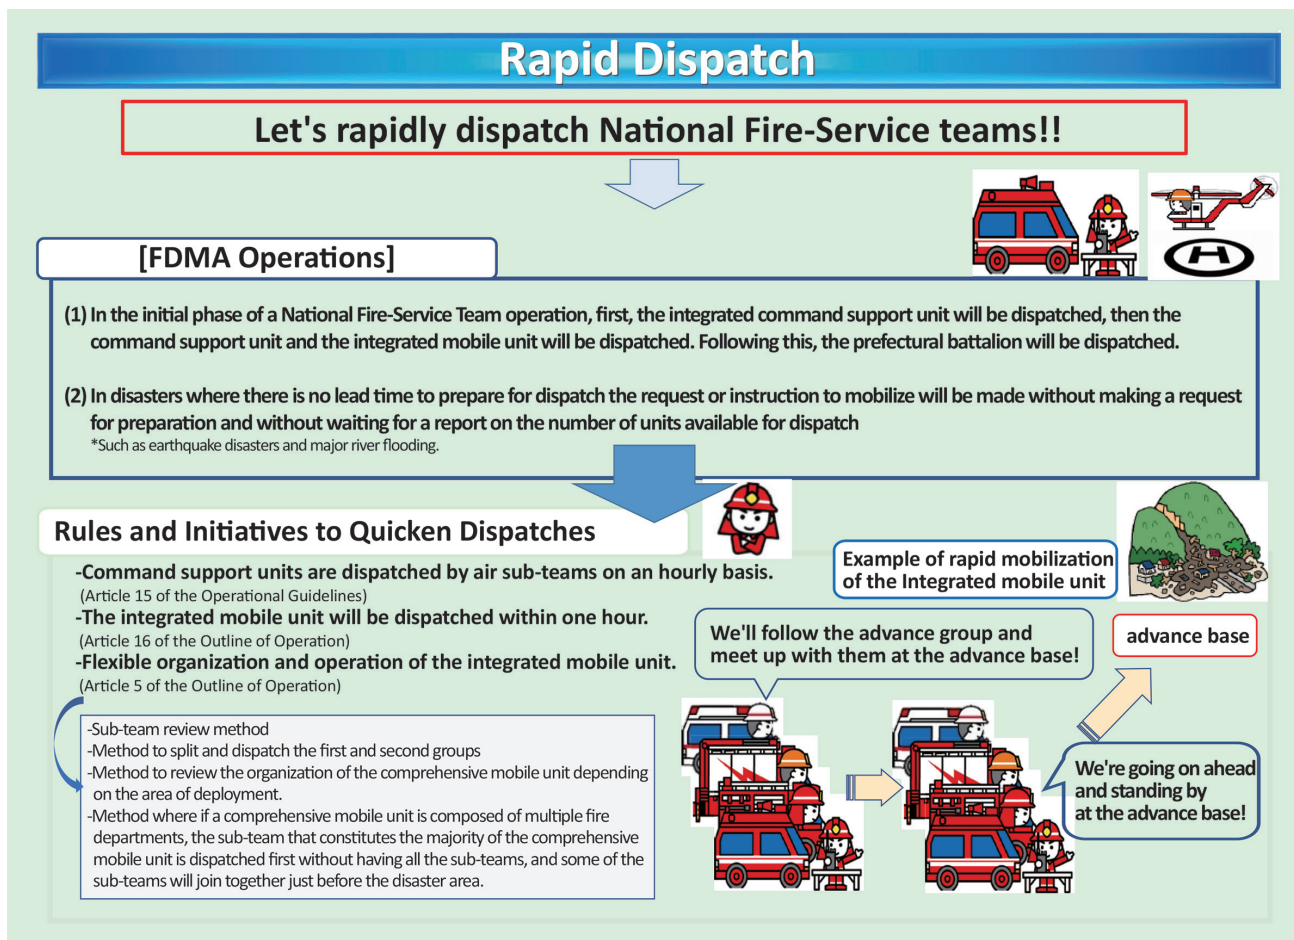 Rapid Dispatch
Let's rapidly dispatch National Fire-Service teams!!
[FDMA Operations]
(1) In the initial phase of a National Fire-Service Team operation, first, the integrated command support unit will be dispatched, then the
command support unit and the integrated mobile unit will be dispatched. Following this, the prefectural battalion will be dispatched.
(2) In disasters where there is no lead time to prepare for dispatch the request or instruction to mobilize will be made without making a request
for preparation and without waiting for a report on the number of units available for dispatch
*Such as earthquake disasters and major river flooding.
Rules and Initiatives to Quicken Dispatches
-Command support units are dispatched by air sub-teams on an hourly basis.
(Article 15 of the Operational Guidelines)
-The integrated mobile unit will be dispatched within one hour.
(Article 16 of the Outline of Operation)
-Flexible organization and operation of the integrated mobile unit.
(Article 5 of the Outline of Operation)
-Sub-team review method
-Method to split and dispatch the first and second groups
-Method to review the organization of the comprehensive mobile unit depending
on the area of deployment.
-Method where if a comprehensive mobile unit is composed of multiple fire
departments, the sub-team that constitutes the majority of the comprehensive
mobile unit is dispatched first without having all the sub-teams, and some of the
sub-teams will join together just before the disaster area.
Example of rapid mobilization
of the Integrated mobile unit
We'll follow the advance group and
meet up with them at the advance base!
advance base
We're going on ahead
and standing by
at the advance base!
H